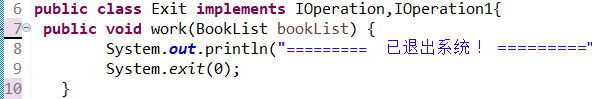 6 public class Exit implements IOperation,IOperation1{
7 public void work(BookList bookList) {
8 System.out.println("========= 已退出系统！ ========="
9 System.exit(0);
10 }